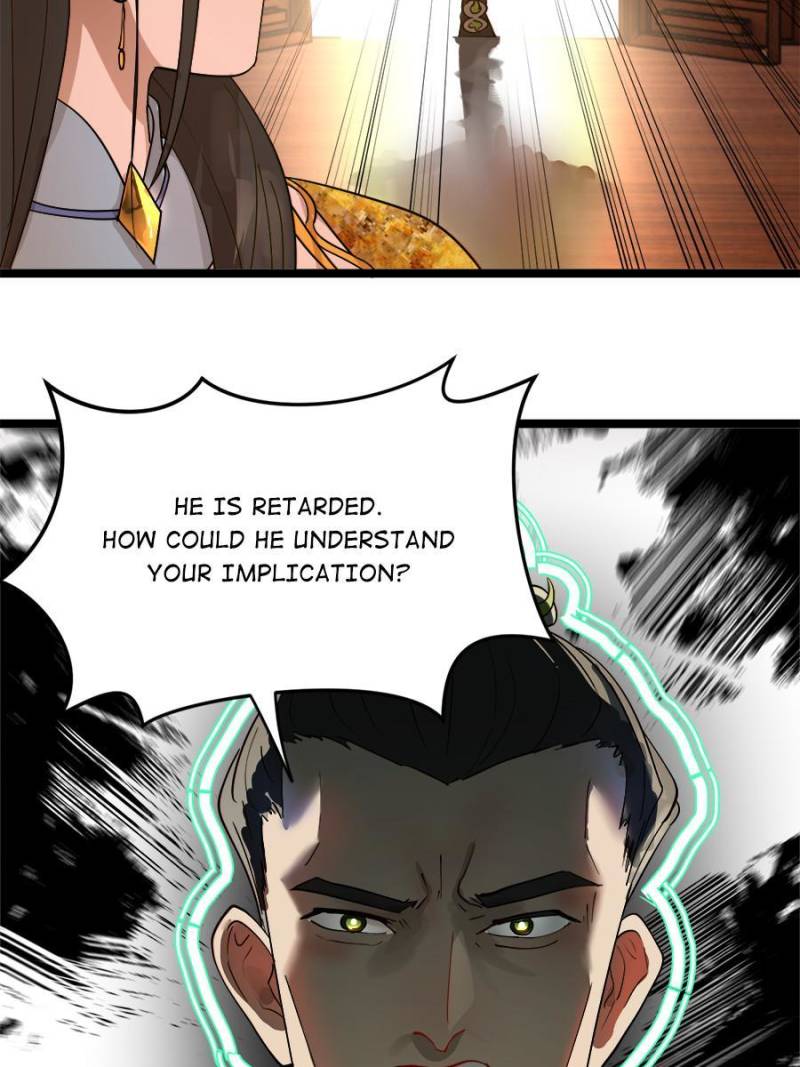 HE IS RETARDED.
HOW COULD HE UNDERSTAND
YOUR IMPLICATION?